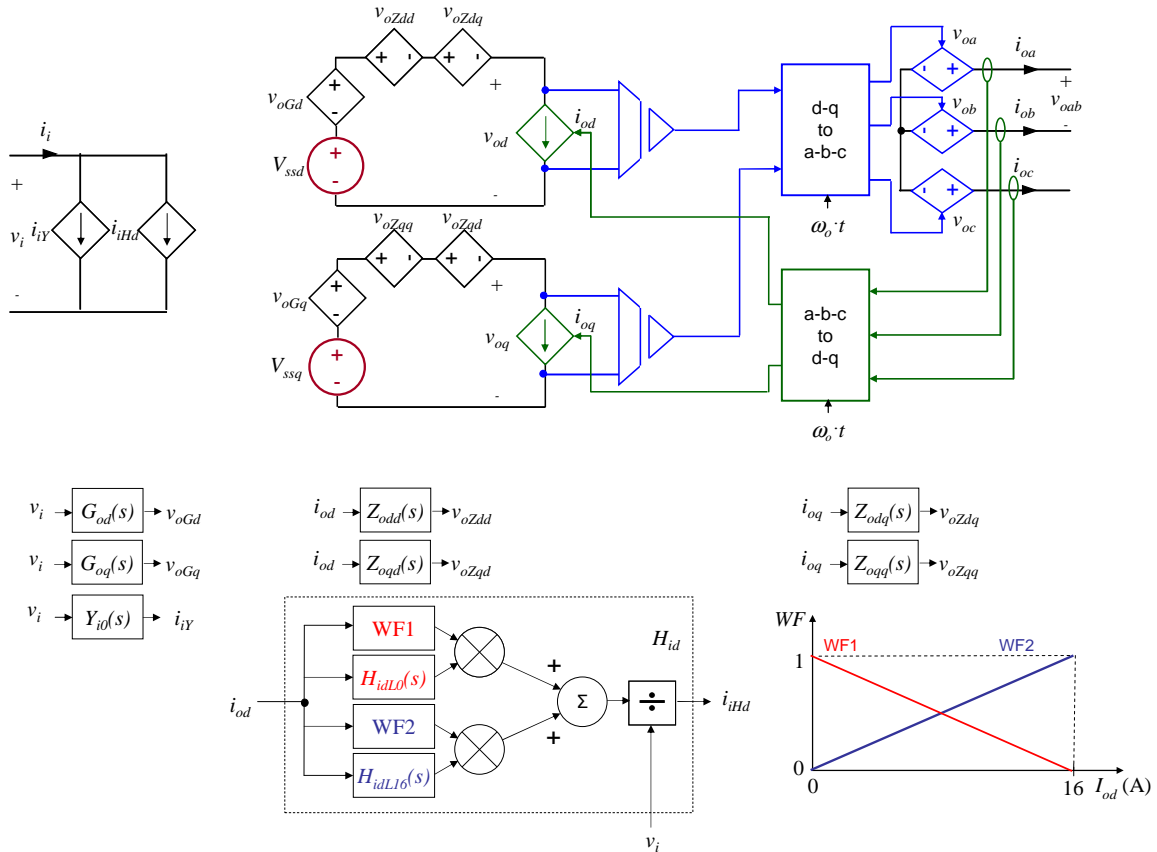 v_oZdd
v_oZdq
v_oa
i_oa
+
-
+
-
-
+
+
v_oGd
+
-
+
i_od
v_od
d-q
to
a-b-c
v_ob
i_ob
v_oab
-
-
+
i_i
V_ssd
+
-
-
i_oc
-
+
v_oc
ω_o·t
+
v_i
i_iY
i_iHd
-
v_oZqq
v_oZqd
+
-
+
-
+
v_oGq
+
-
i_oq
v_oq
a-b-c
to
d-q
V_ssq
+
-
-
ω_o·t
v_i
G_od(s)
v_oGd
i_od
Z_odd(s)
v_oZdd
i_oq
Z_odq(s)
v_oZdq
v_i
G_oq(s)
v_oGq
i_od
Z_oqd(s)
v_oZqd
i_oq
Z_oqq(s)
v_oZqq
v_i
Y_i0(s)
i_iY
WF1
H_id
H_idL0(s)
+
i_od
Σ
÷
i_iHd
WF2
+
H_idL16(s)
v_i
WF
WF1
WF2
1
0
0
16
I_od (A)